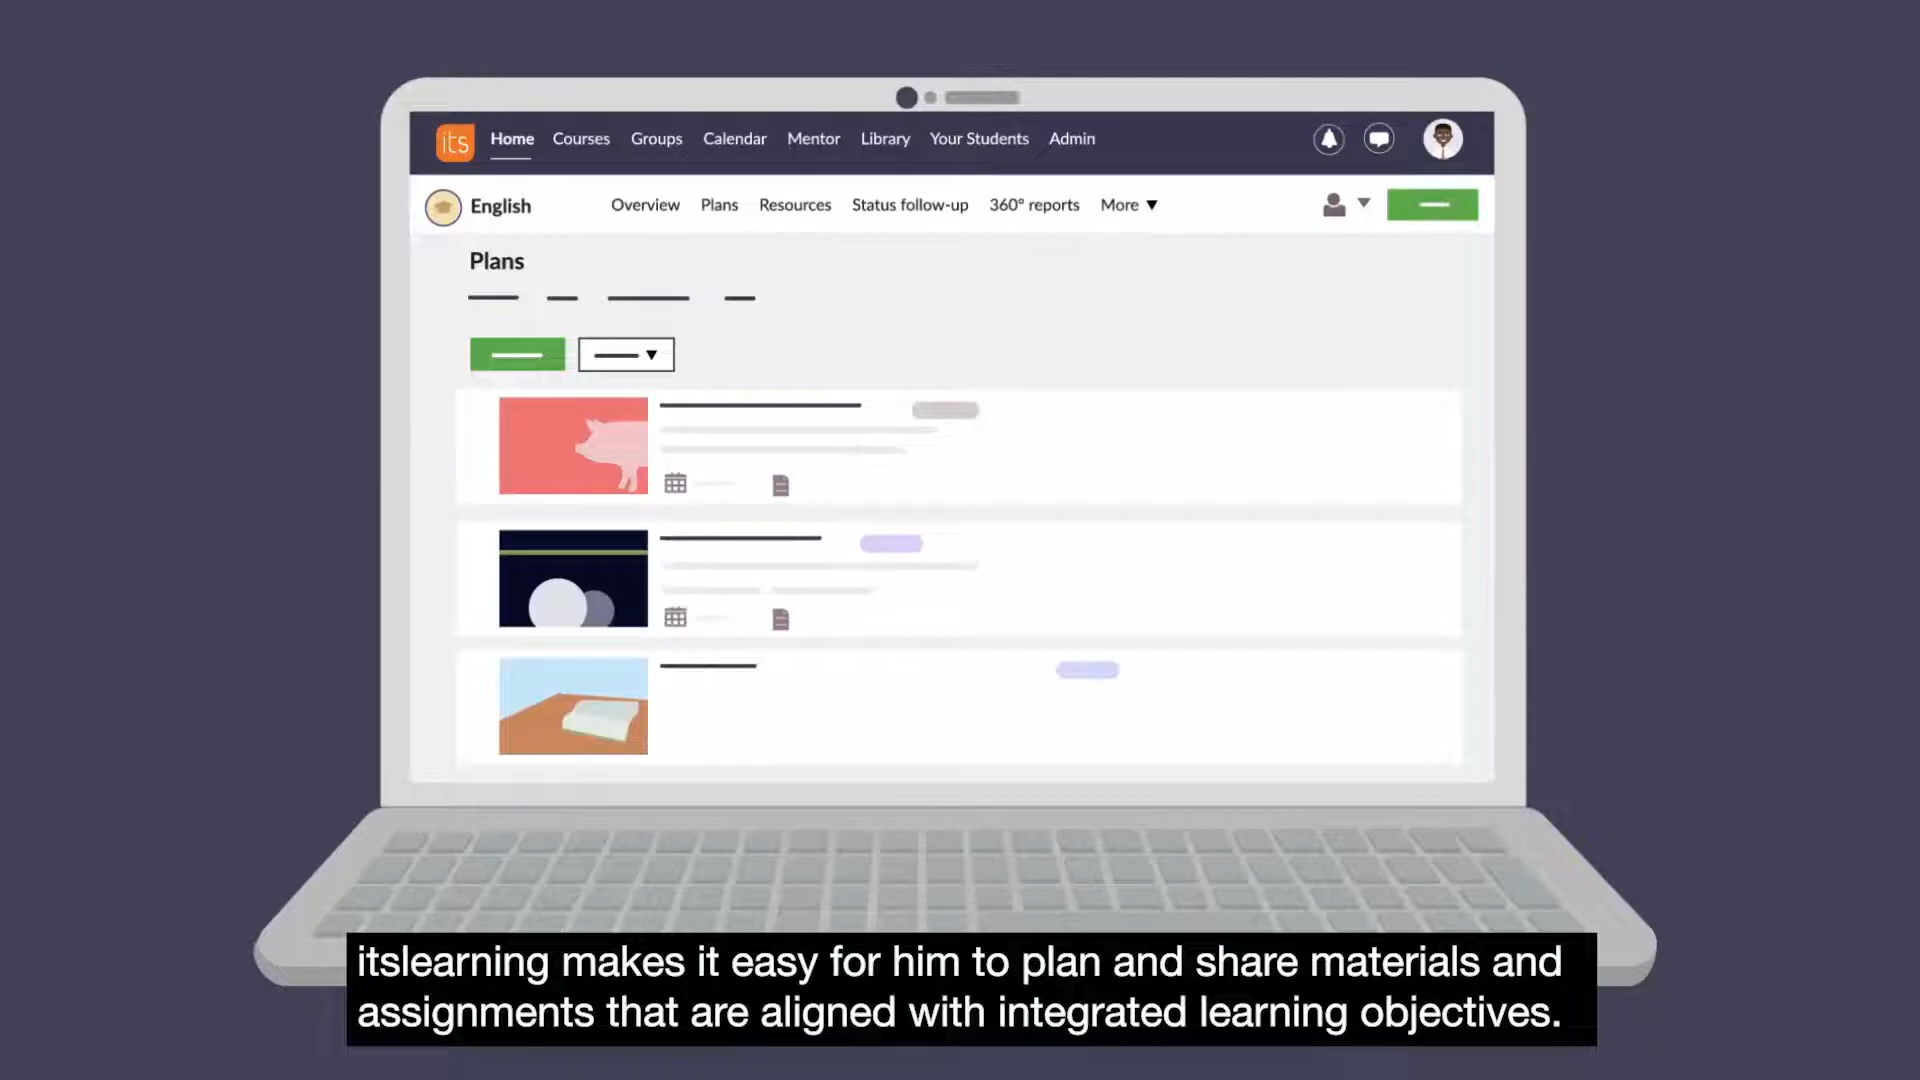 its Home Courses Groups Calendar Mentor Library Your Students Admin
English Overview Plans Resources Status follow-up 360° reports More
Plans
itslearning makes it easy for him to plan and share materials and
assignments that are aligned with integrated learning objectives.